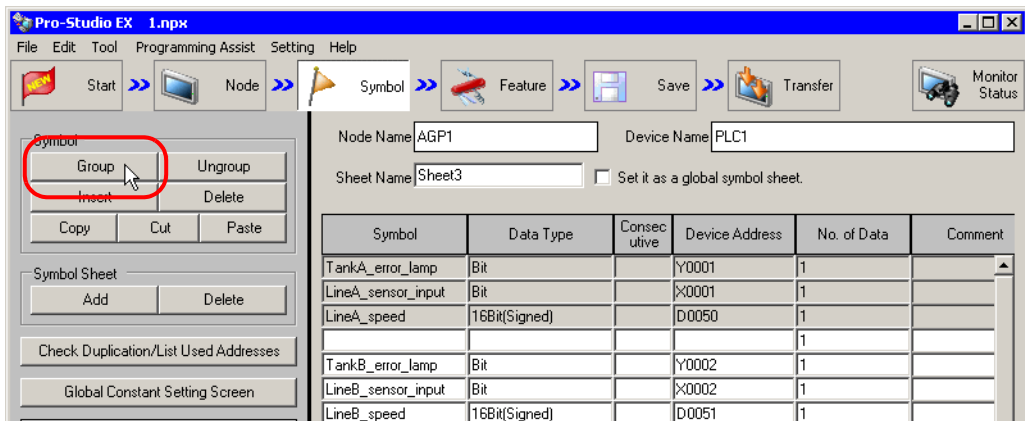 Pro-Studio EX 1.npx
File Edit Tool Programming Assist Setting Help
NEW Start Node Symbol Feature Save Transfer Monitor Status
Symbol
Group Ungroup
Insert Delete
Copy Cut Paste
Symbol Sheet
Add Delete
Check Duplication/List Used Addresses
Global Constant Setting Screen
Node Name AGP1 Device Name PLC1
Sheet Name Sheet3 Set it as a global symbol sheet.
Symbol Data Type Consecutive Device Address No. of Data Comment
TankA_error_lamp Bit Y0001 1
LineA_sensor_input Bit X0001 1
LineA_speed 16Bit(Signed) D0050 1
1
TankB_error_lamp Bit Y0002 1
LineB_sensor_input Bit X0002 1
LineB_speed 16Bit(Signed) D0051 1